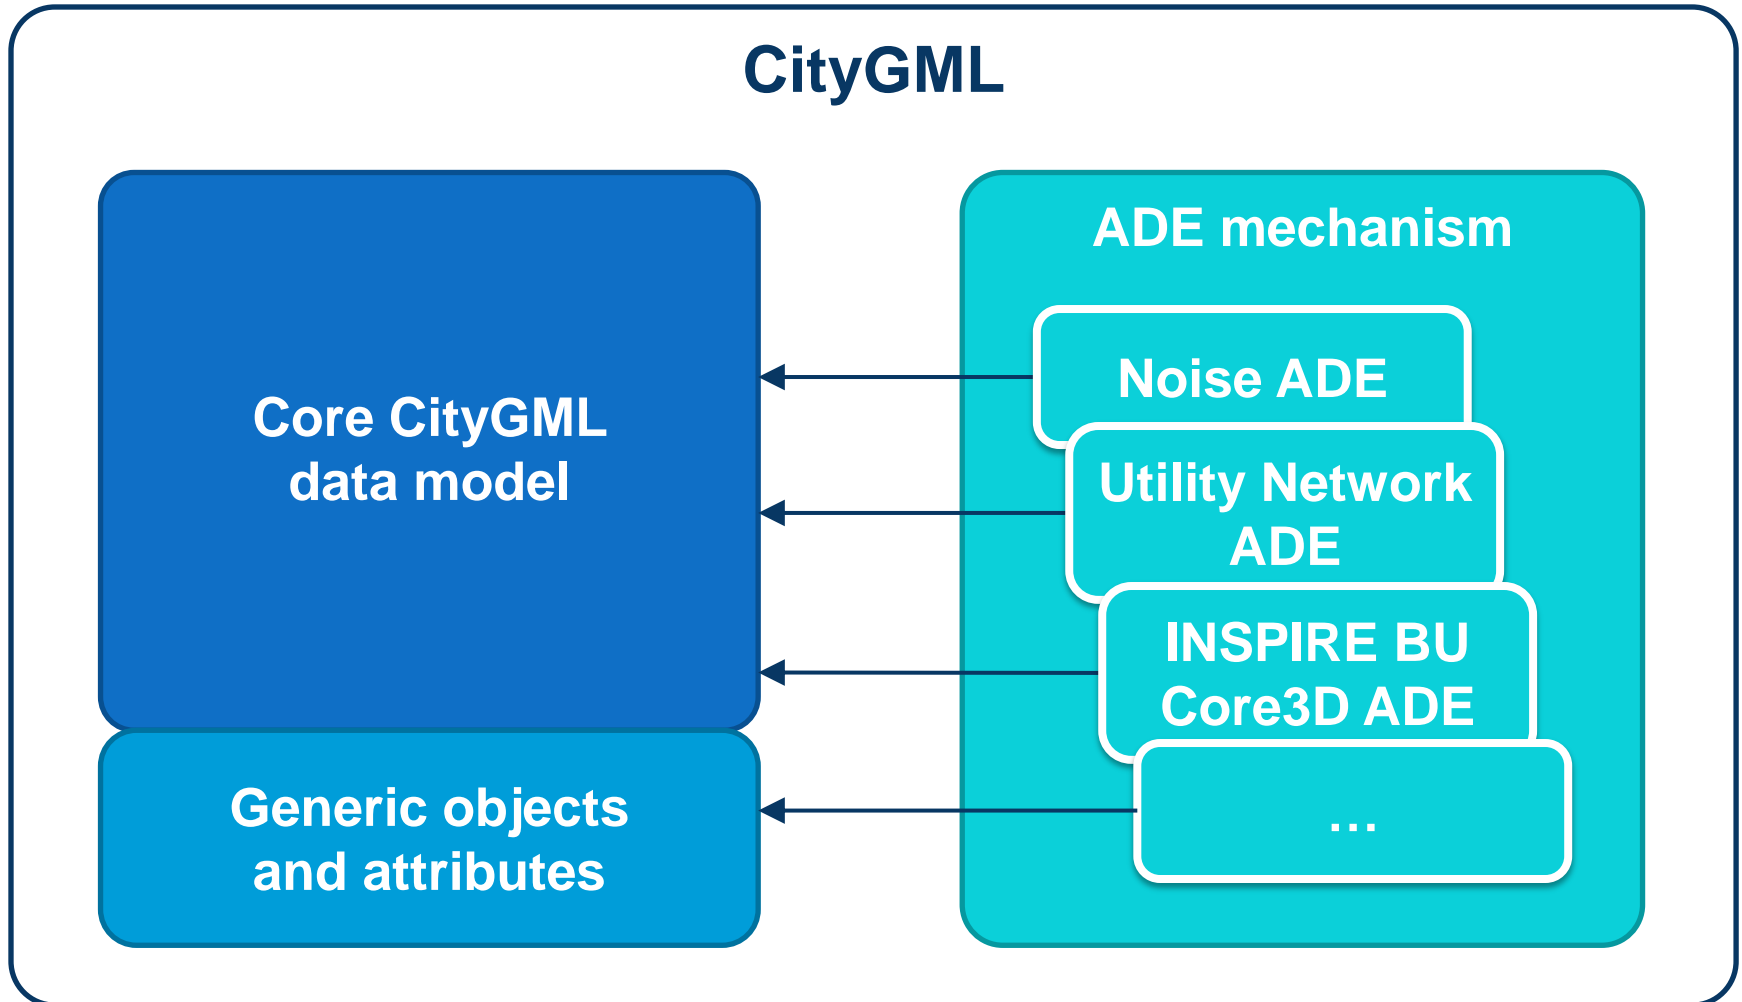 CityGML
Core CityGML
data model
Generic objects
and attributes
ADE mechanism
Noise ADE
Utility Network
ADE
INSPIRE BU
Core3D ADE
...